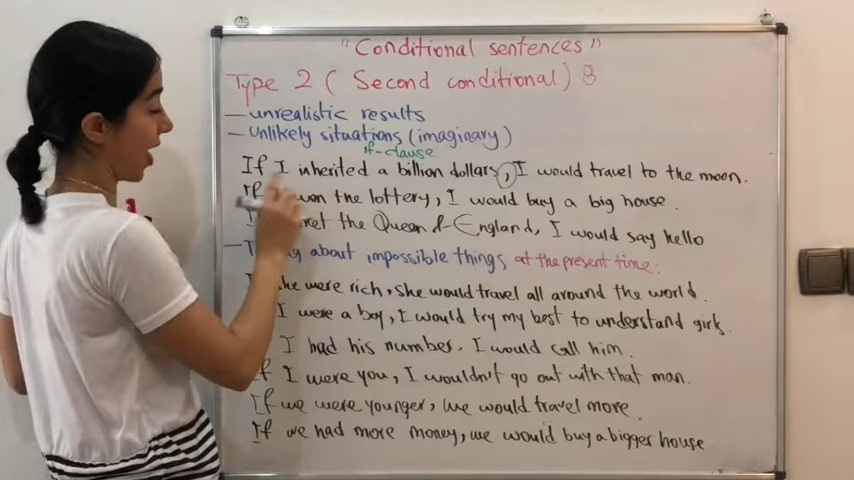 "Conditional sentences"
Type 2 ( Second conditional) :
- unrealistic results
- Unlikely situations (imaginary)
if-clause
If I inherited a billion dollars, I would travel to the moon.
If won the lottery, I would buy a big house.
the Queen of England, I would say hello
- about impossible things at the present time.
were rich, she would travel all around the world.
I were a boy, I would try my best to understand girls.
I had his number, I would call him.
If I were you, I wouldn't go out with that man.
If we were younger, we would travel more.
If we had more money, we would buy a bigger house